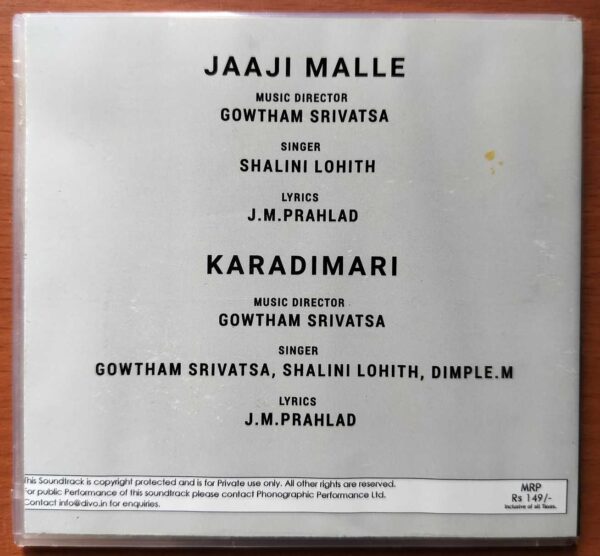 JAAJI MALLE
MUSIC DIRECTOR
GOWTHAM SRIVATSA
SINGER
SHALINI LOHITH
LYRICS
J.M.PRAHLAD
KARADIMARI
MUSIC DIRECTOR
GOWTHAM SRIVATSA
SINGER
GOWTHAM SRIVATSA, SHALINI LOHITH, DIMPLE.M
LYRICS
J.M.PRAHLAD
This Soundtrack is copyright protected and is for Private use only. All other rights are reserved.
For public Performance of this soundtrack please contact Phonographic Performance Ltd.
Contact info@divo.in for enquiries.
MRP
Rs 149/-
Inclusive of all Taxes.